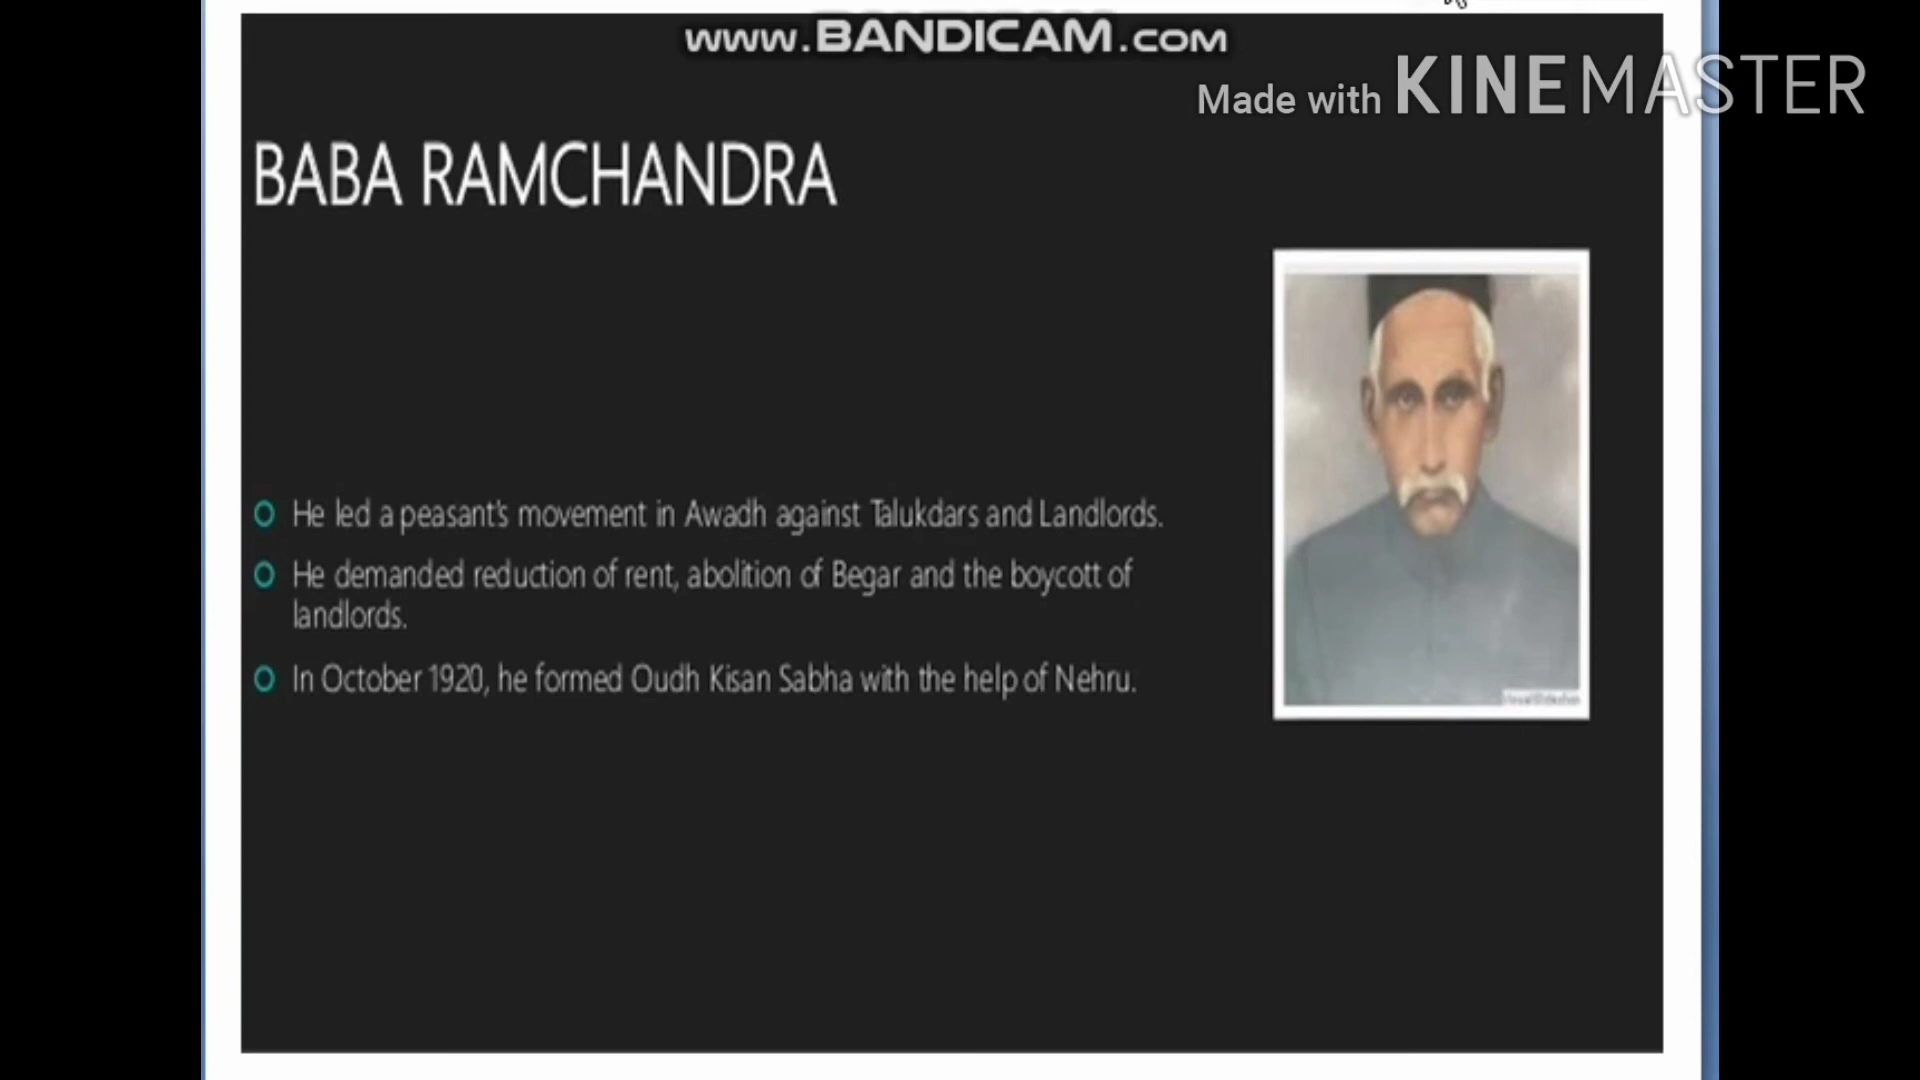 www.BANDICAM.COM
Made with KINEMASTER
BABA RAMCHANDRA
He led a peasant's movement in Awadh against Talukdars and Landlords.
He demanded reduction of rent, abolition of Begar and the boycott of
landlords.
In October 1920, he formed Oudh Kisan Sabha with the help of Nehru.